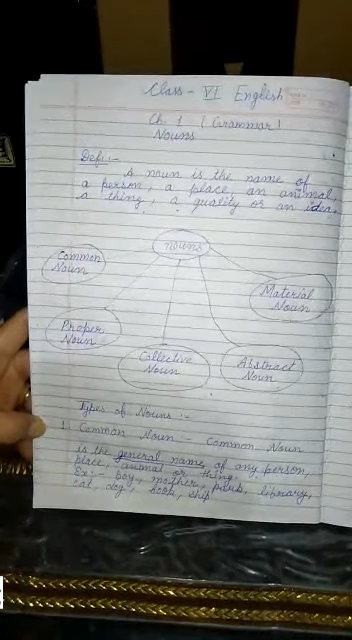 Class - VI English
Ch. 1 (Grammar)
Nouns
Def:-
A noun is the name of
a person, a place an animal,
a thing, a quality or an idea.
nouns
Common
Noun
Material
Noun
Proper
Noun
Collective
Noun
Abstract
Noun
Types of Nouns :-
1. Common Noun - Common Noun
is the general name of any person,
place, animal or thing.
Ex:- boy, mother, park, library,
cat, dog, book, ship